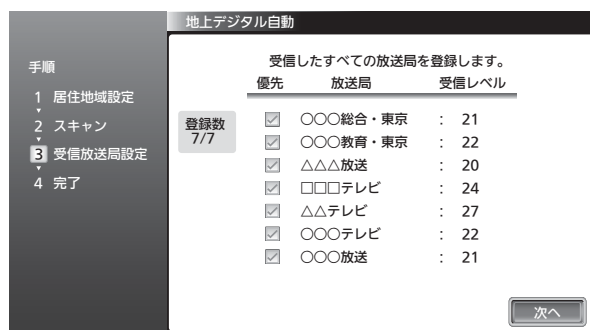 地上デジタル自動
手順
1 居住地域設定
2 スキャン
3 受信放送局設定
4 完了
受信したすべての放送局を登録します。
優先 放送局 受信レベル
登録数
7/7
○○○総合・東京 : 21
○○○教育・東京 : 22
△△△放送 : 20
□□□テレビ : 24
△△テレビ : 27
○○○テレビ : 22
○○○放送 : 21
次へ